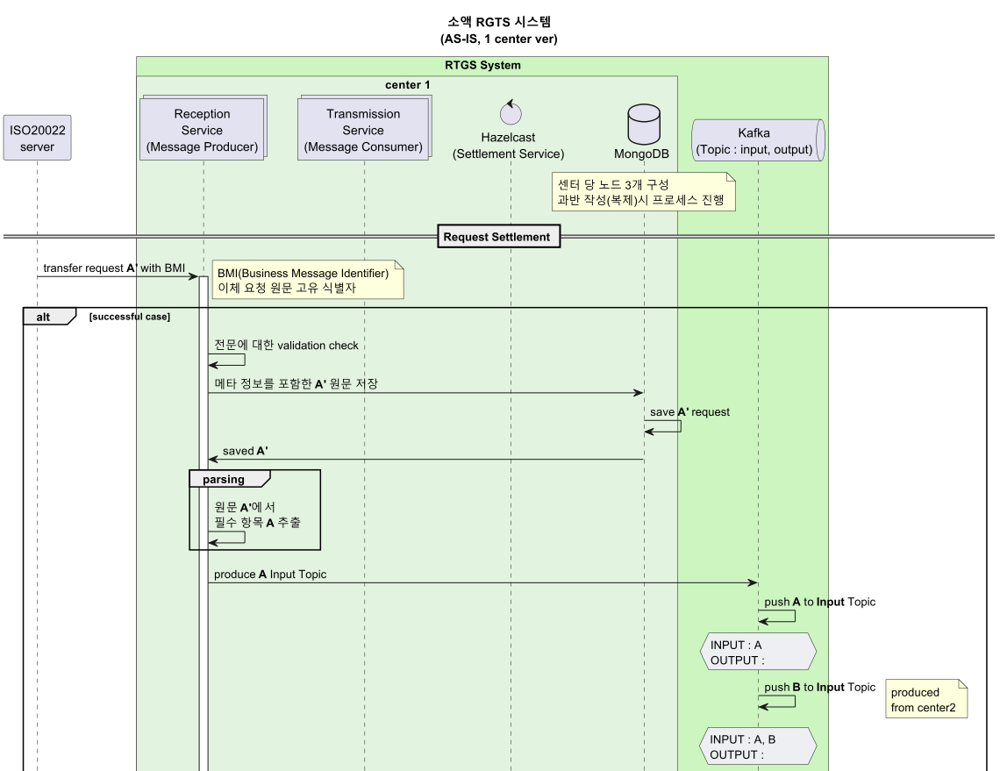 소액 RGTS 시스템
(AS-IS, 1 center ver)
RTGS System
center 1
ISO20022
server
Reception
Service
(Message Producer)
Transmission
Service
(Message Consumer)
Hazelcast
(Settlement Service)
MongoDB
Kafka
(Topic : input, output)
센터 당 노드 3개 구성
과반 작성(복제)시 프로세스 진행
Request Settlement
transfer request A' with BMI
BMI(Business Message Identifier)
이체 요청 원문 고유 식별자
alt
[successful case]
전문에 대한 validation check
메타 정보를 포함한 A' 원문 저장
save A' request
saved A'
parsing
원문 A'에서
필수 항목 A 추출
produce A Input Topic
push A to Input Topic
INPUT : A
OUTPUT :
push B to Input Topic
produced
from center2
INPUT : A, B
OUTPUT :